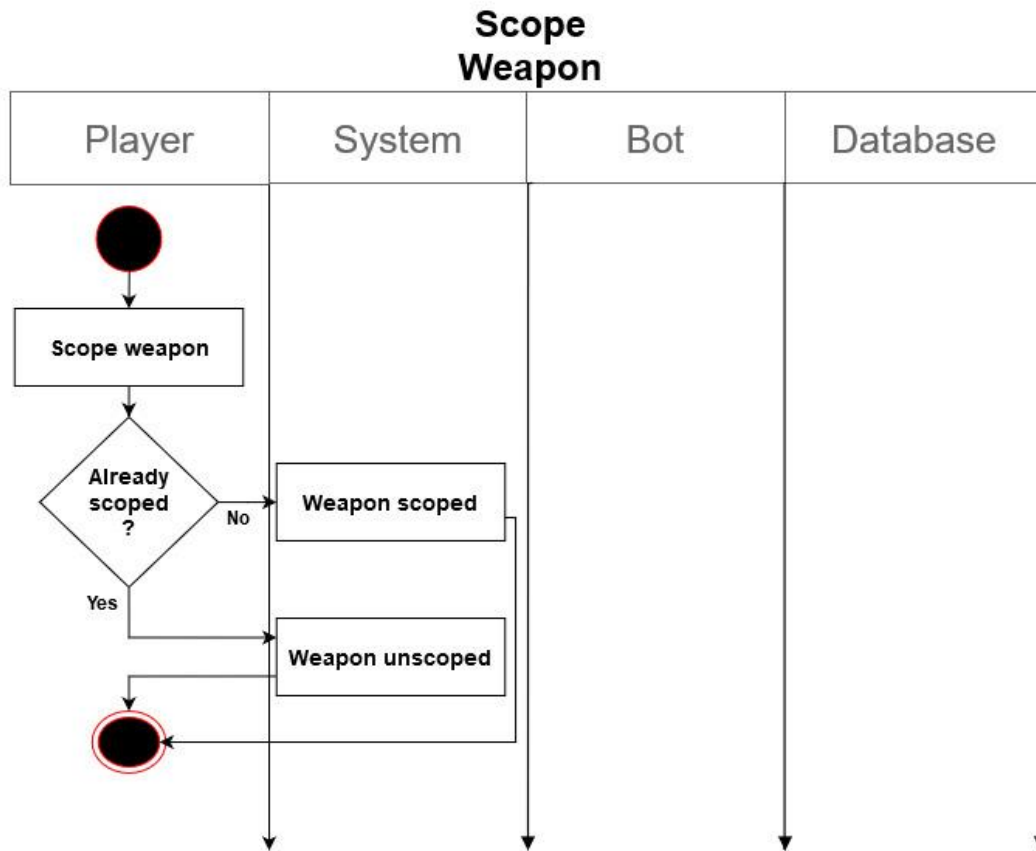 Scope
Weapon
Player
System
Bot
Database
Scope weapon
Already
scoped
?
No
Weapon scoped
Yes
Weapon unscoped